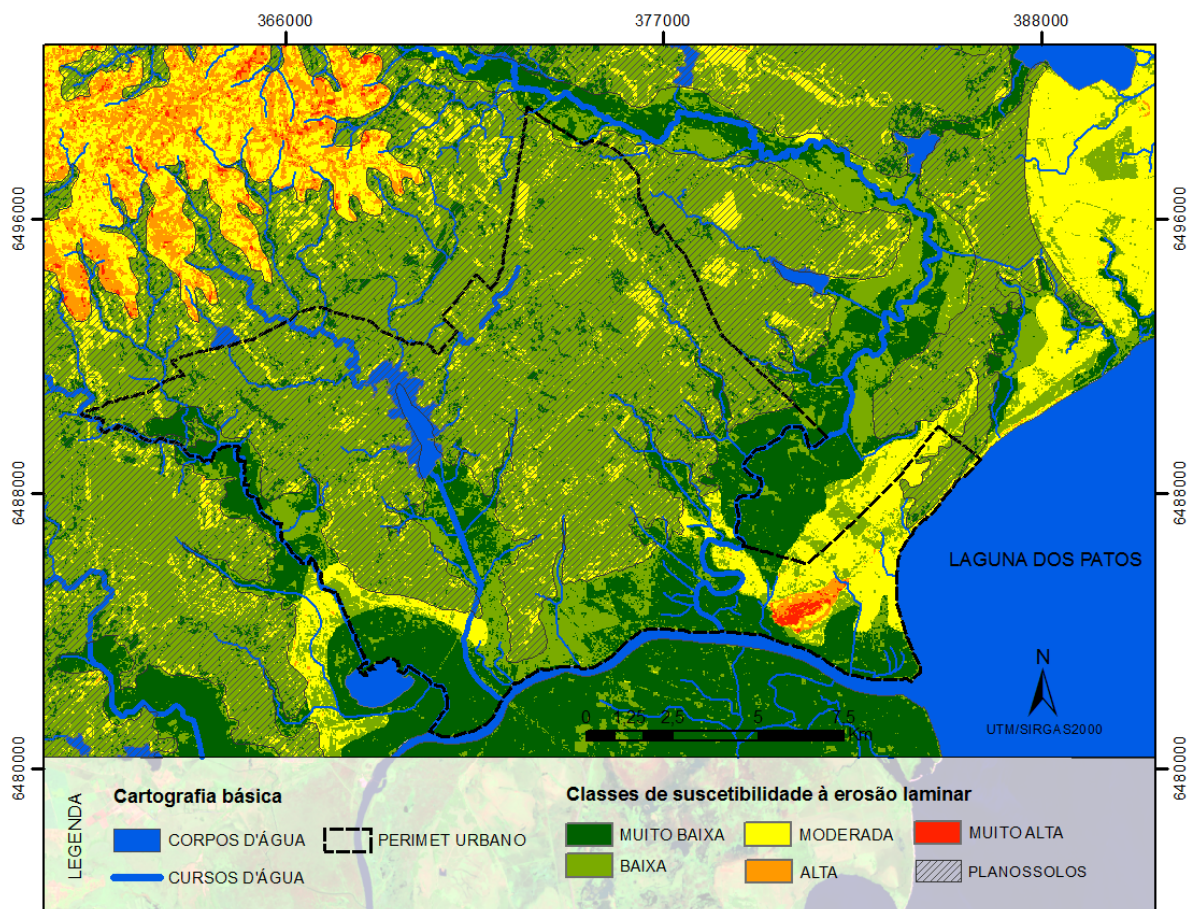 366000 377000 388000
6496000 6496000
6488000 6488000
LAGUNA DOS PATOS
N
UTM/SIRGAS2000
0 1,25 2,5 5 7,5
Km
6480000 6480000
LEGENDA
Cartografia básica
CORPOS D'ÁGUA
PERIMET URBANO
CURSOS D'ÁGUA
Classes de suscetibilidade à erosão laminar
MUITO BAIXA
MODERADA
MUITO ALTA
BAIXA
ALTA
PLANOSSOLOS